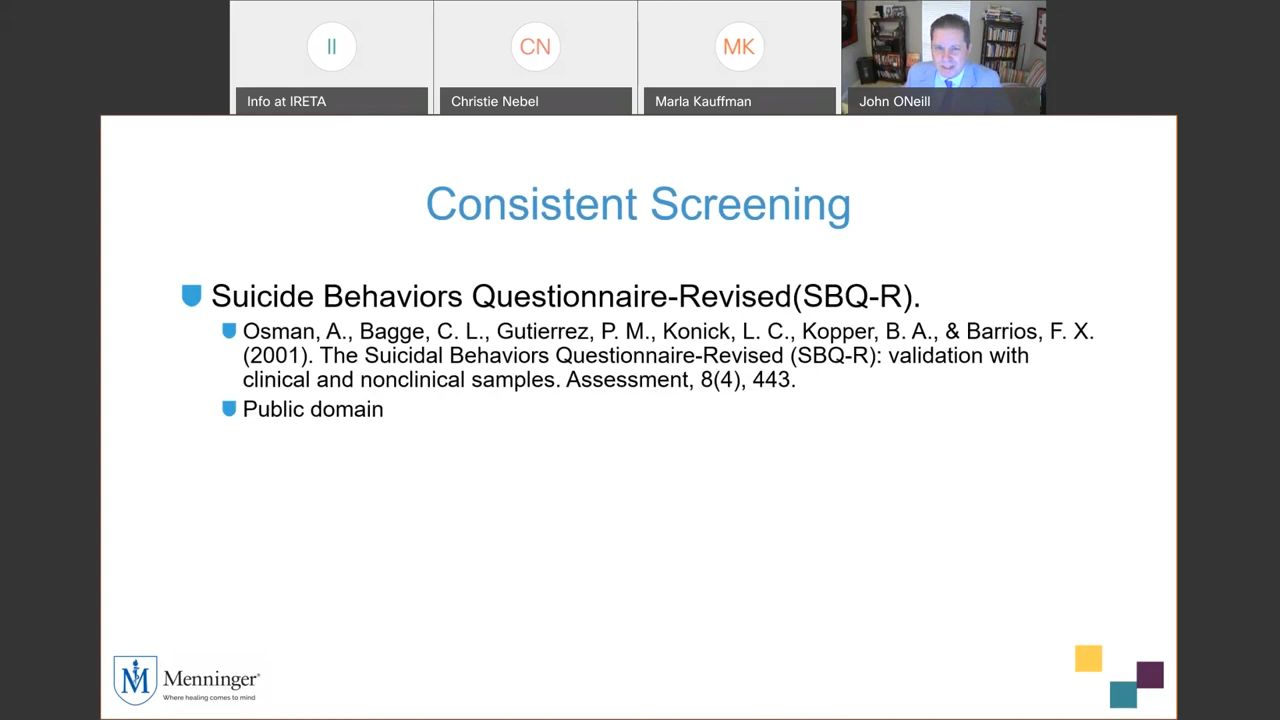 II
CN
MK
Info at IRETA
Christie Nebel
Marla Kauffman
John ONeill
Consistent Screening
Suicide Behaviors Questionnaire-Revised(SBQ-R).
Osman, A., Bagge, C. L., Gutierrez, P. M., Konick, L. C., Kopper, B. A., & Barrios, F. X.
(2001). The Suicidal Behaviors Questionnaire-Revised (SBQ-R): validation with
clinical and nonclinical samples. Assessment, 8(4), 443.
Public domain
M
Menninger®
Where healing comes to mind